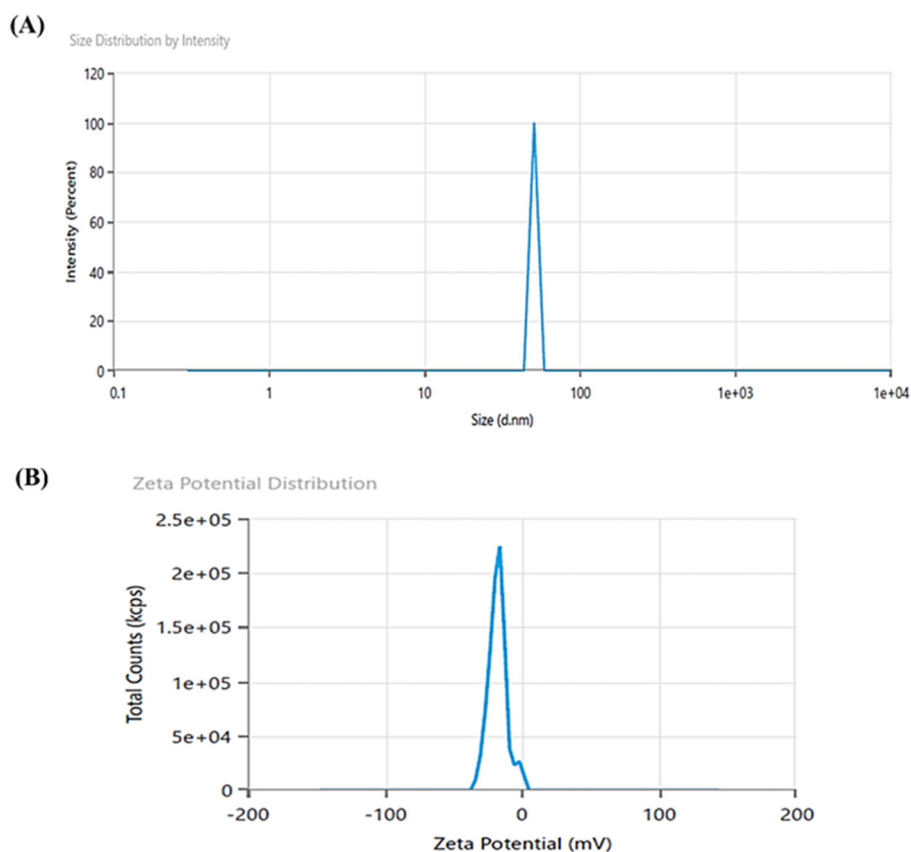 (A)
Size Distribution by Intensity
120
100
80
60
40
20
0
Intensity (Percent)
0.1 1 10 100 1e+03 1e+04
Size (d.nm)
(B)
Zeta Potential Distribution
2.5e+05
2e+05
1.5e+05
1e+05
5e+04
0
Total Counts (kcps)
-200 -100 0 100 200
Zeta Potential (mV)